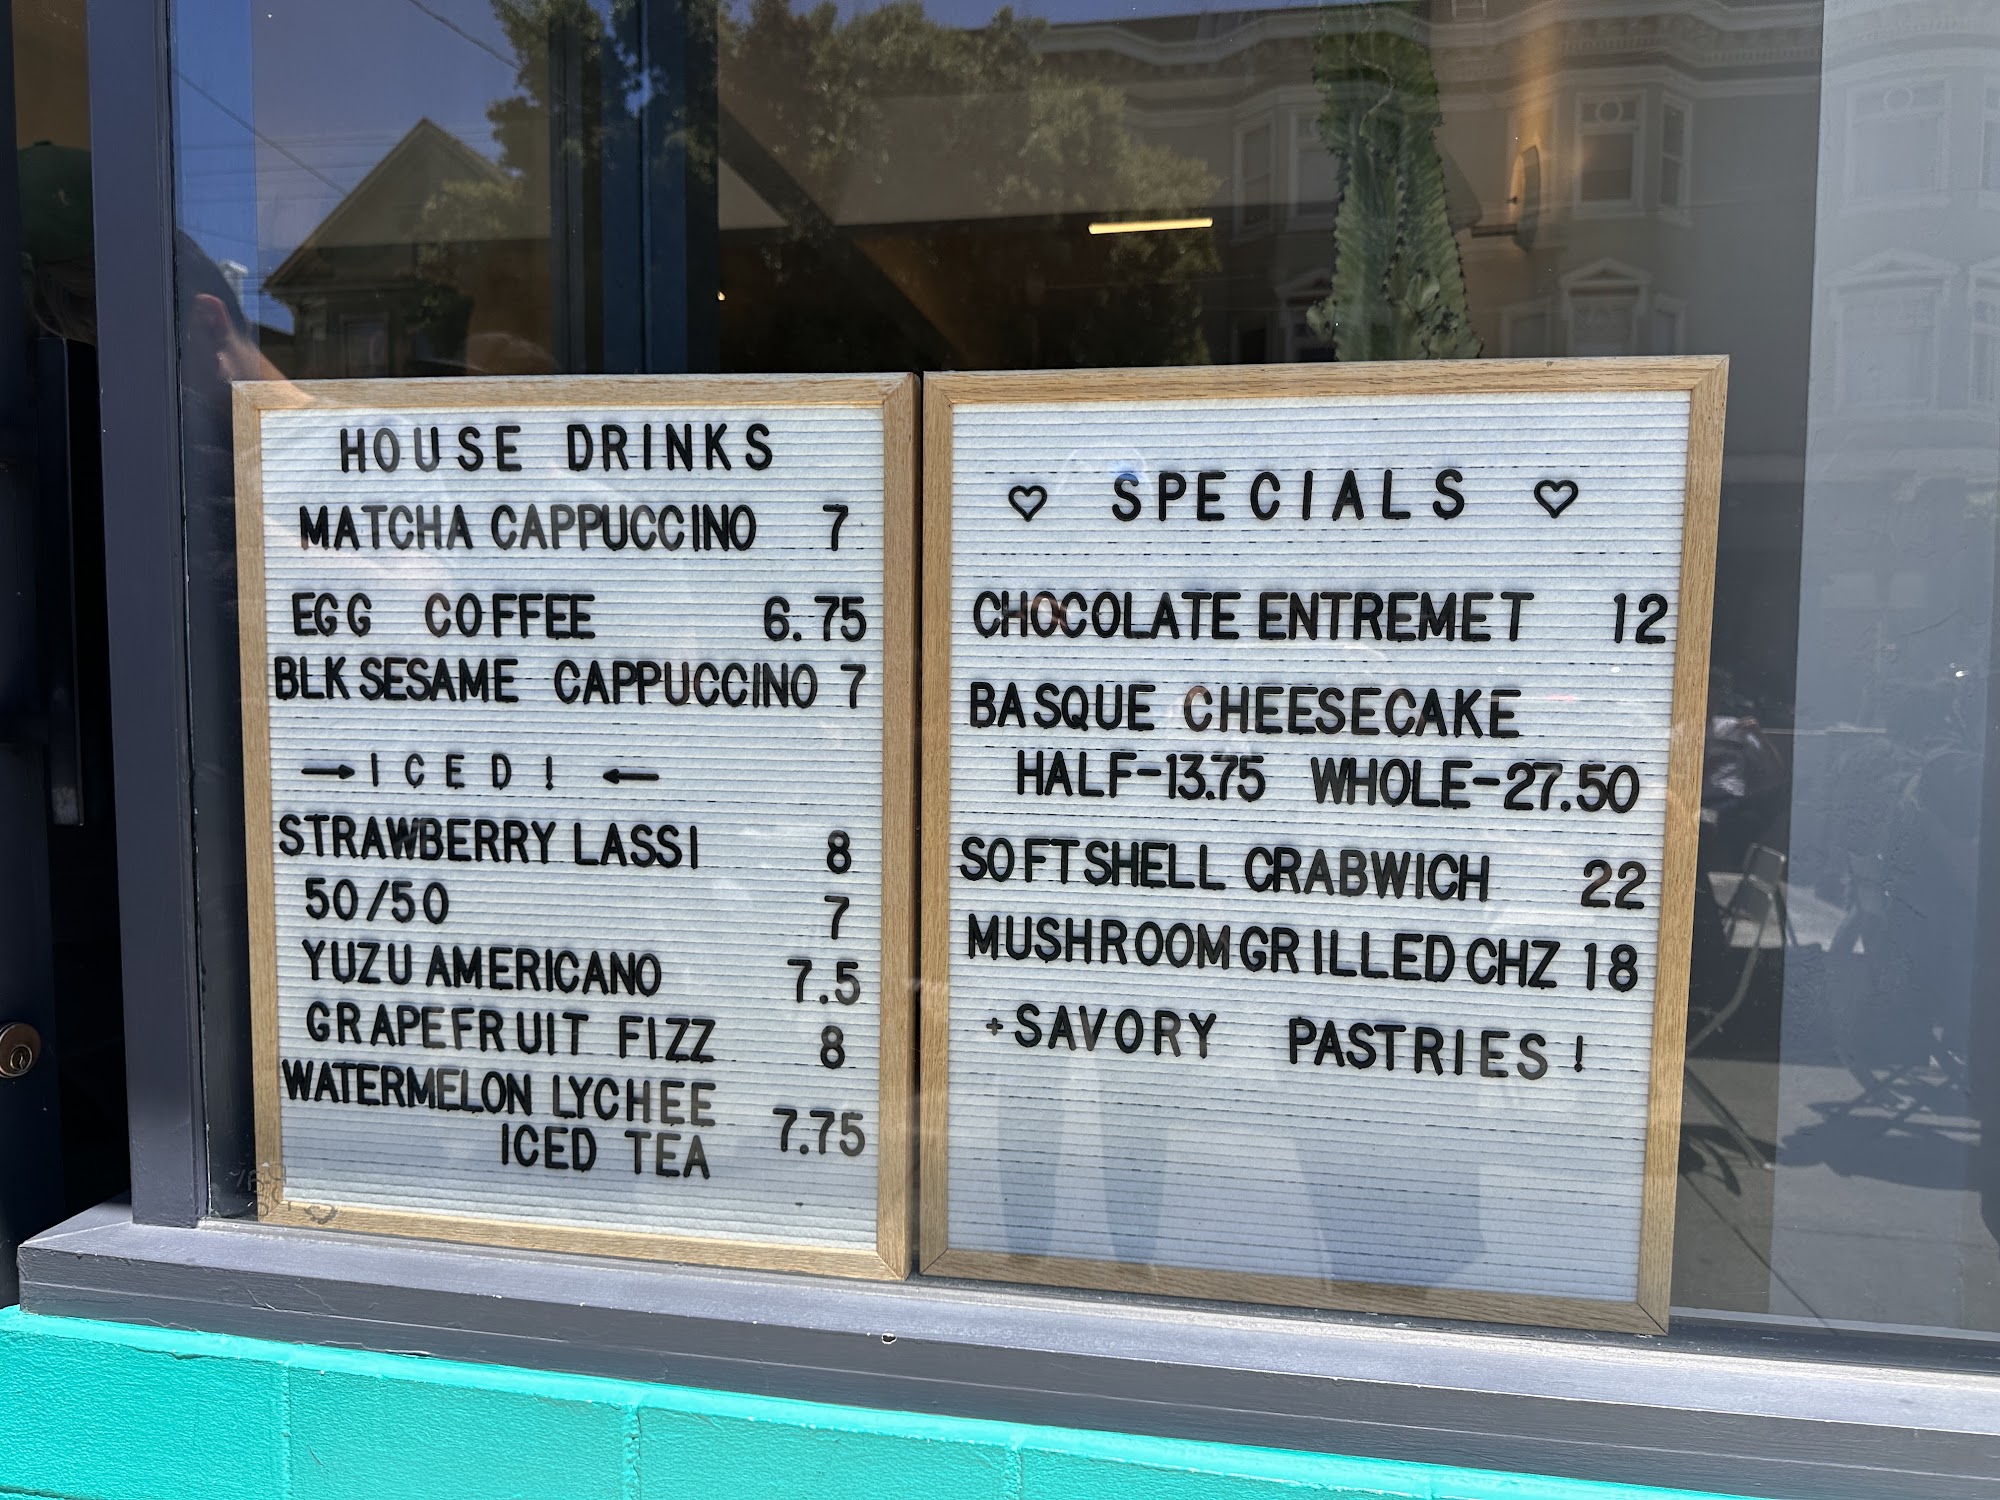 HOUSE DRINKS
MATCHA CAPPUCCINO 7
EGG COFFEE 6.75
BLK SESAME CAPPUCCINO 7
→ICED! ←
STRAWBERRY LASSI 8
50/50 7
YUZU AMERICANO 7.5
GRAPEFRUIT FIZZ 8
WATERMELON LYCHEE
ICED TEA 7.75
♡ SPECIALS ♡
CHOCOLATE ENTREMET 12
BASQUE CHEESECAKE
HALF-13.75 WHOLE-27.50
SOFTSHELL CRABWICH 22
MUSHROOM GRILLED CHZ 18
+SAVORY PASTRIES!